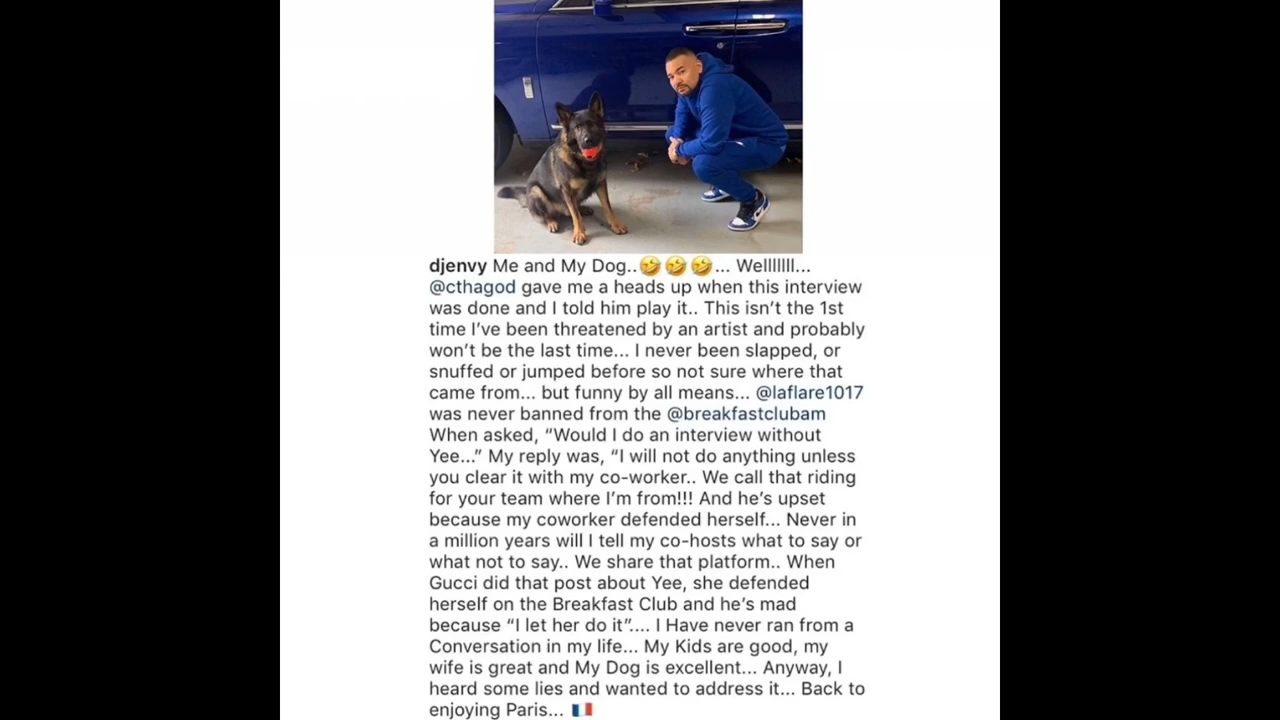 djenvy Me and My Dog..🤣🤣🤣... Welllllll...
@cthagod gave me a heads up when this interview
was done and I told him play it.. This isn’t the 1st
time I’ve been threatened by an artist and probably
won’t be the last time... I never been slapped, or
snuffed or jumped before so not sure where that
came from... but funny by all means... @laflare1017
was never banned from the @breakfastclubam
When asked, “Would I do an interview without
Yee...” My reply was, “I will not do anything unless
you clear it with my co-worker.. We call that riding
for your team where I’m from!!! And he’s upset
because my coworker defended herself... Never in
a million years will I tell my co-hosts what to say or
what not to say.. We share that platform.. When
Gucci did that post about Yee, she defended
herself on the Breakfast Club and he’s mad
because “I let her do it”.... I Have never ran from a
Conversation in my life... My Kids are good, my
wife is great and My Dog is excellent... Anyway, I
heard some lies and wanted to address it... Back to
enjoying Paris... 🇫🇷